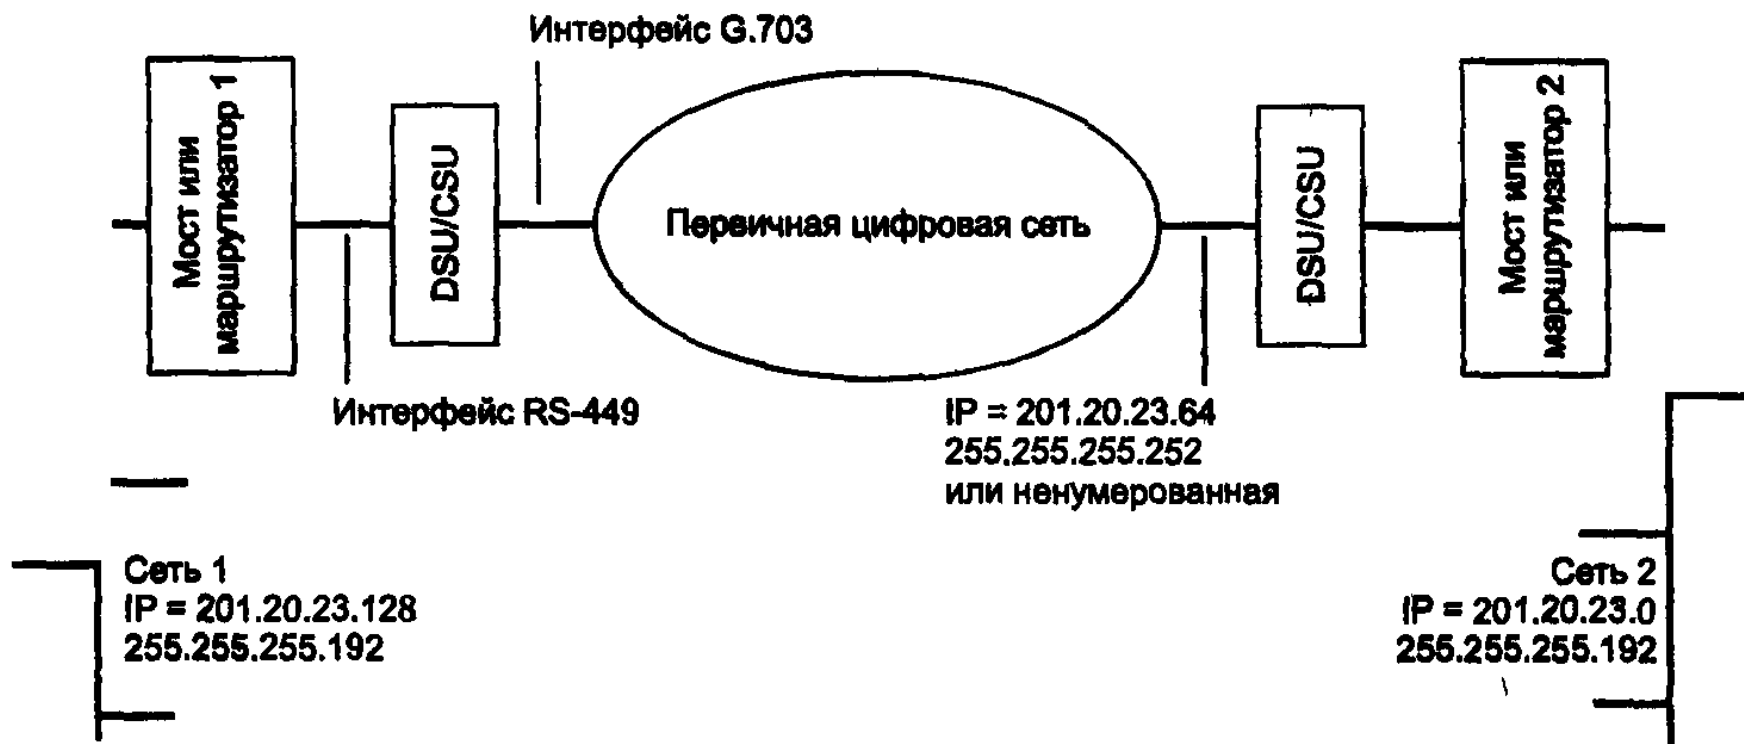 Интерфейс G.703
Мост или
маршрутизатор 1
DSU/CSU
Первичная цифровая сеть
DSU/CSU
Мост или
маршрутизатор 2
Интерфейс RS-449
IP = 201.20.23.64
255.255.255.252
или ненумерованная
Сеть 1
IP = 201.20.23.128
255.255.255.192
Сеть 2
IP = 201.20.23.0
255.255.255.192